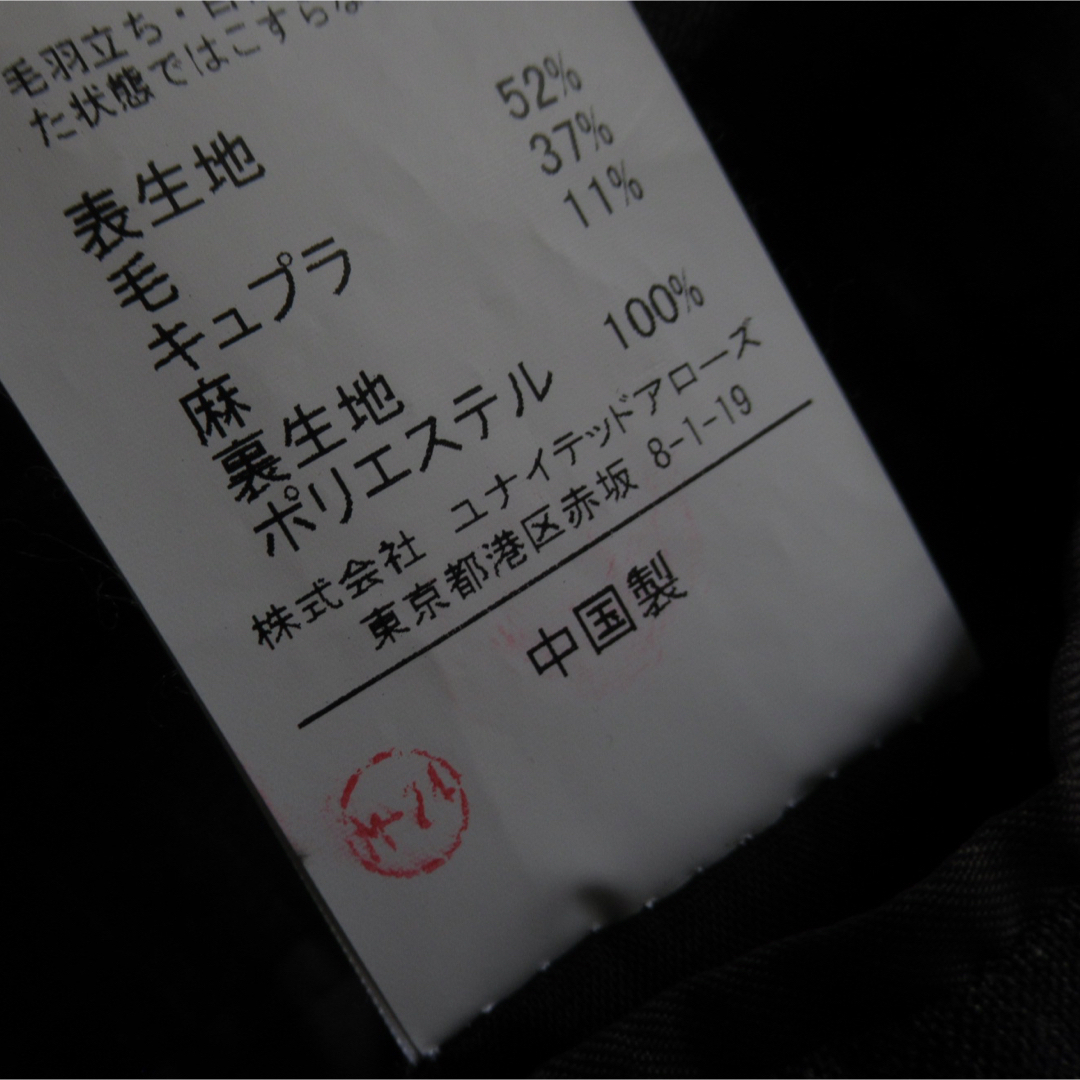 毛羽立ち・
た状態ではこすらな
表生地
毛 52%
キュプラ 37%
麻 11%
裏生地
ポリエステル 100%
株式会社 ユナイテッドアローズ
東京都港区赤坂 8-1-19
中国製